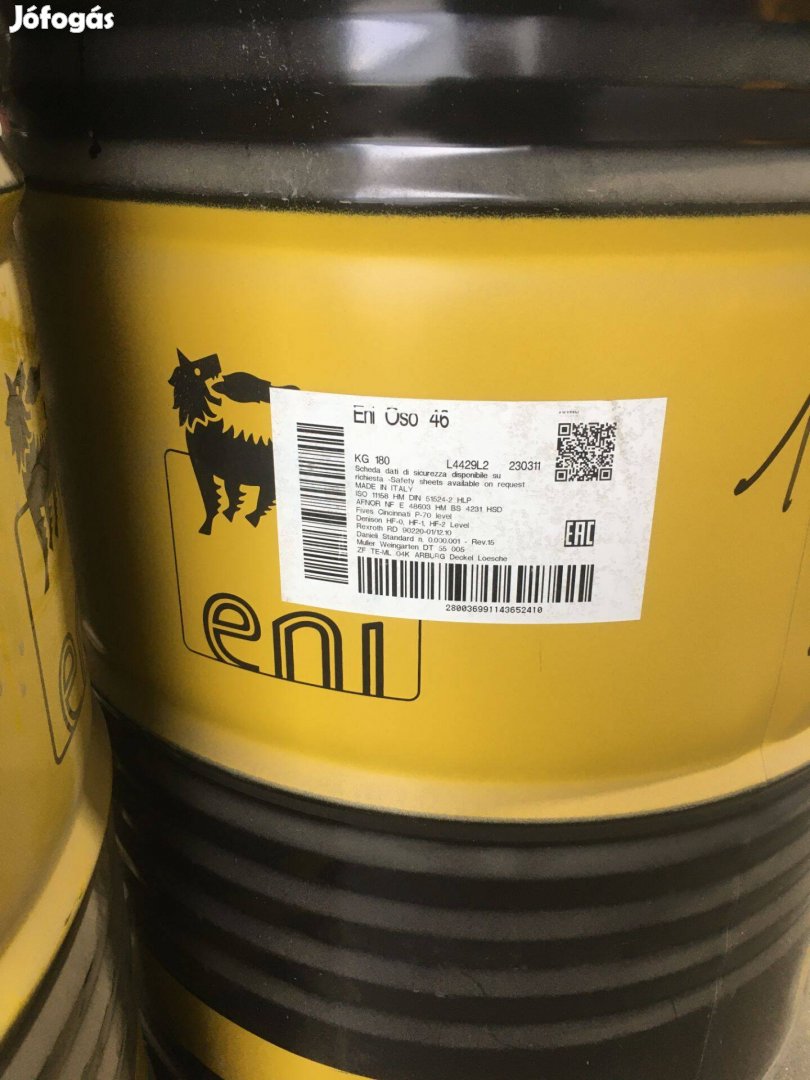 Jófogás
Eni Oso 46
KG 180 L4429L2 230311
Scheda dati di sicurezza disponibile su
richiesta -Safety sheets available on request
MADE IN ITALY
ISO 11158 HM DIN 51524-2 HLP
AFNOR NF E 48603 HM BS 4231 HSD
Fives Cincinnati P-70 level
Denison HF-0, HF-1, HF-2 Level
Rexroth RD 90220-01/12.10
Danieli Standard n. 0.000.001 - Rev.15
Muller Weingarten DT 55 005
ZF TE-ML 04K ARBURG Deckel Loesche
EAC
280036991143652410
eni
e